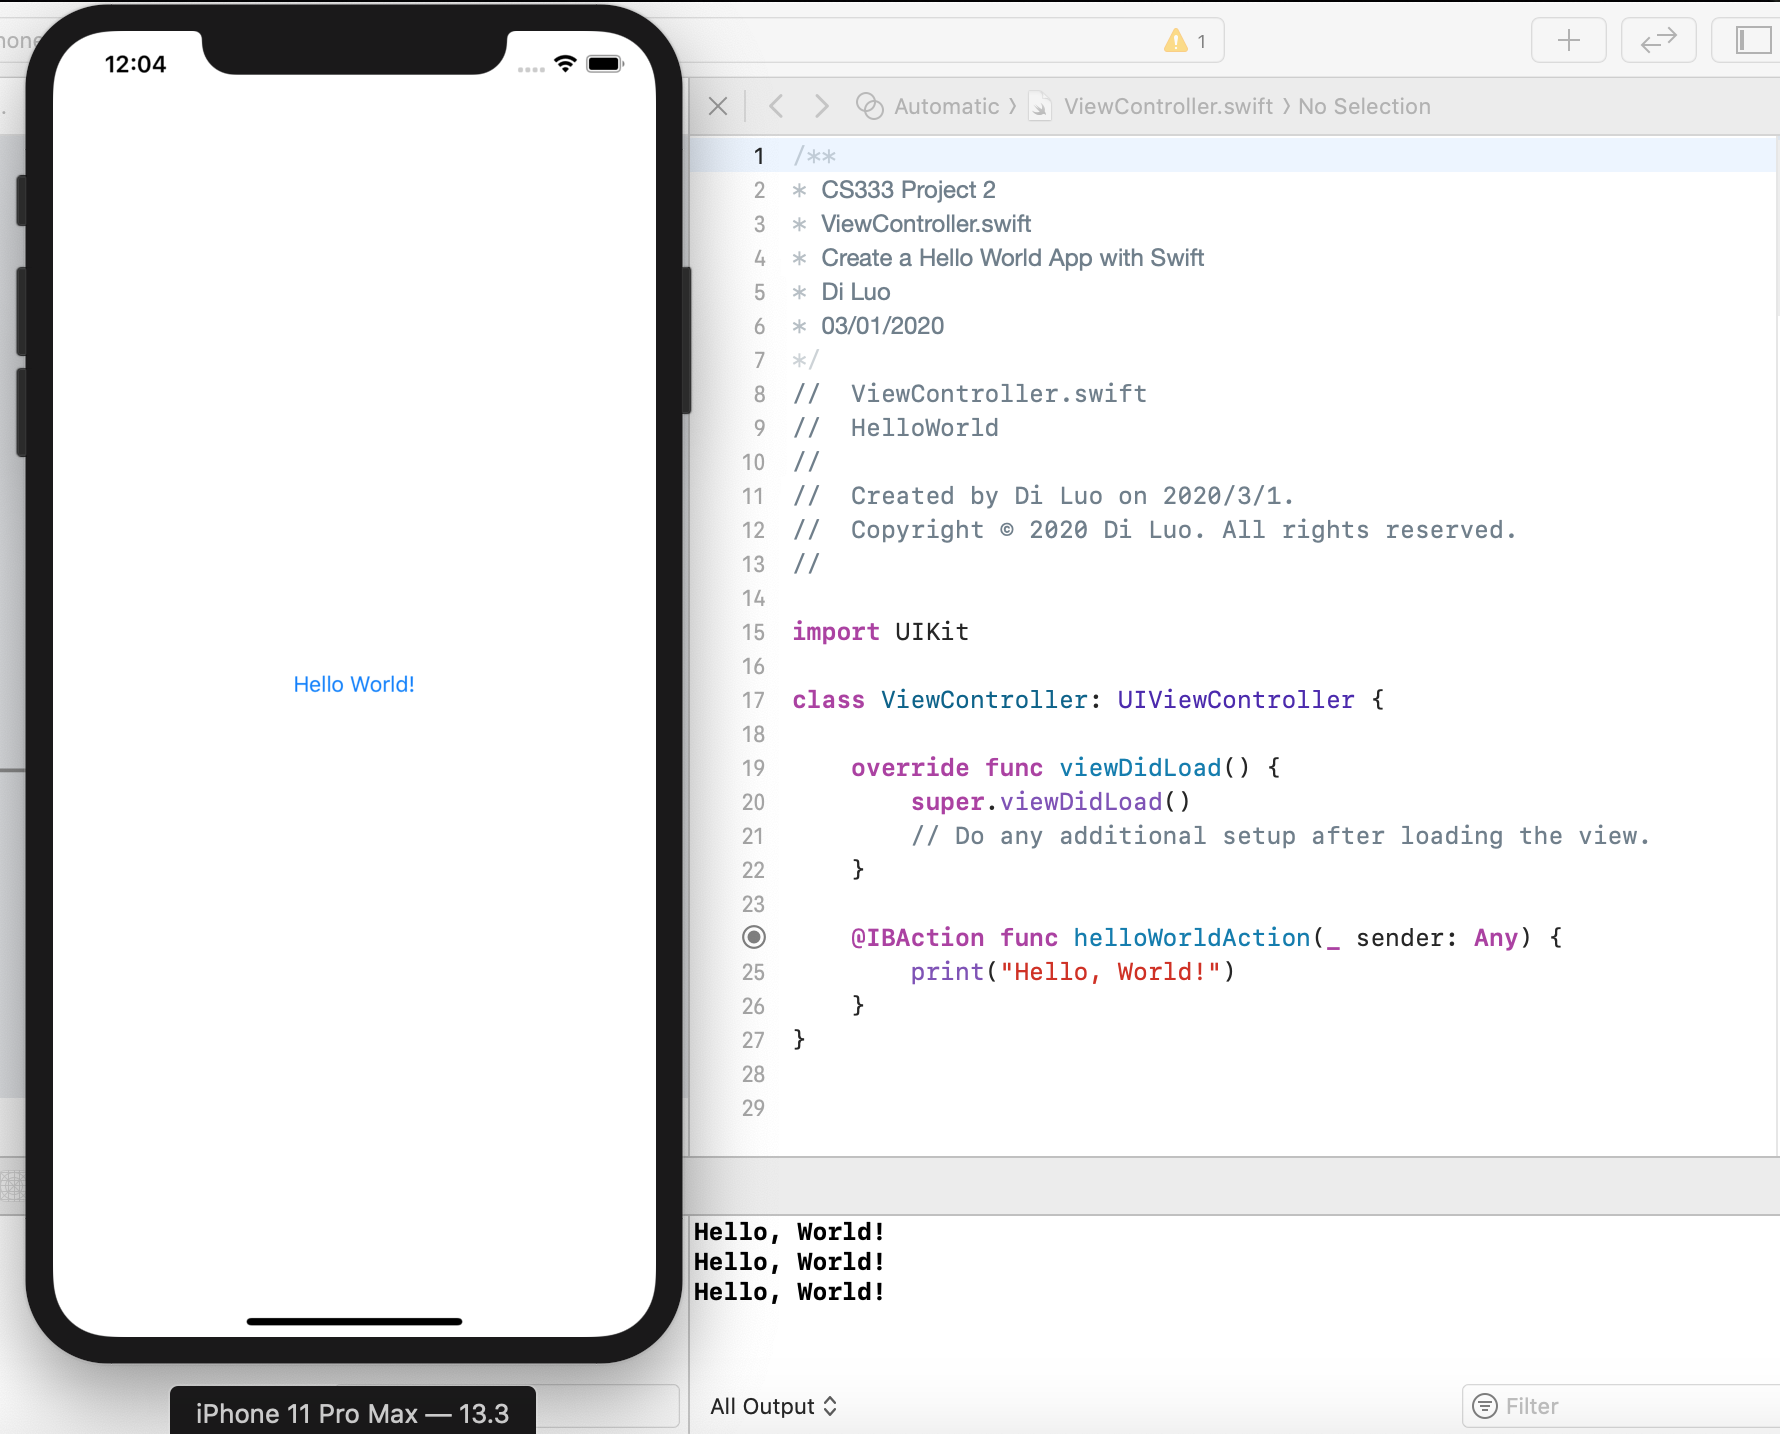 12:04
Hello World!
iPhone 11 Pro Max — 13.3
1
Automatic 〉 ViewController.swift 〉 No Selection
1 /**
2 * CS333 Project 2
3 * ViewController.swift
4 * Create a Hello World App with Swift
5 * Di Luo
6 * 03/01/2020
7 */
8 //  ViewController.swift
9 //  HelloWorld
10 //
11 //  Created by Di Luo on 2020/3/1.
12 //  Copyright © 2020 Di Luo. All rights reserved.
13 //
14
15 import UIKit
16
17 class ViewController: UIViewController {
18
19     override func viewDidLoad() {
20         super.viewDidLoad()
21         // Do any additional setup after loading the view.
22     }
23
@IBAction func helloWorldAction(_ sender: Any) {
25         print("Hello, World!")
26     }
27 }
28
29
Hello, World!
Hello, World!
Hello, World!
All Output
Filter